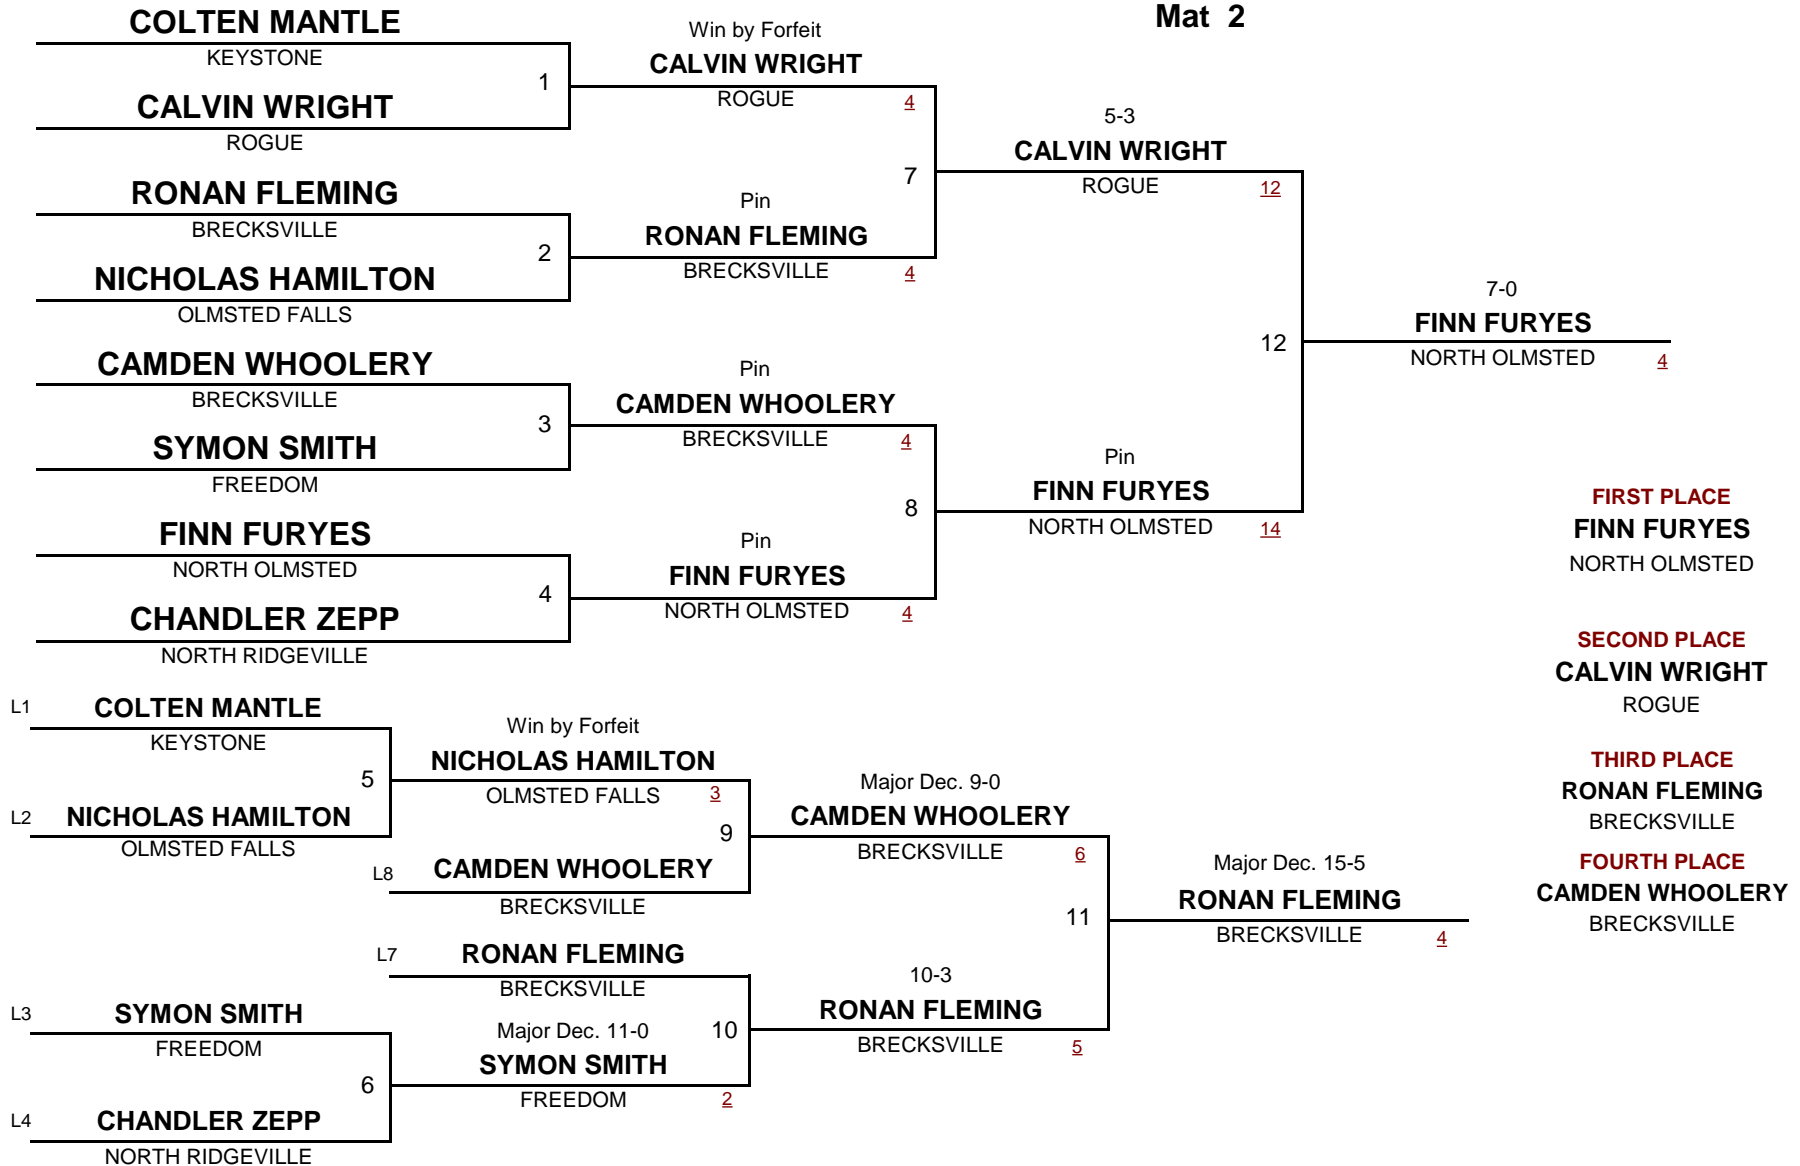 Mat 2
COLTEN MANTLE
KEYSTONE
1
CALVIN WRIGHT
ROGUE
RONAN FLEMING
BRECKSVILLE
2
NICHOLAS HAMILTON
OLMSTED FALLS
CAMDEN WHOOLERY
BRECKSVILLE
3
SYMON SMITH
FREEDOM
FINN FURYES
NORTH OLMSTED
4
CHANDLER ZEPP
NORTH RIDGEVILLE
Win by Forfeit
CALVIN WRIGHT
ROGUE 4
7
Pin
RONAN FLEMING
BRECKSVILLE 4
Pin
CAMDEN WHOOLERY
BRECKSVILLE 4
8
Pin
FINN FURYES
NORTH OLMSTED 4
5-3
CALVIN WRIGHT
ROGUE 12
12
Pin
FINN FURYES
NORTH OLMSTED 14
7-0
FINN FURYES
NORTH OLMSTED 4
FIRST PLACE
FINN FURYES
NORTH OLMSTED
SECOND PLACE
CALVIN WRIGHT
ROGUE
THIRD PLACE
RONAN FLEMING
BRECKSVILLE
FOURTH PLACE
CAMDEN WHOOLERY
BRECKSVILLE
L1 COLTEN MANTLE
KEYSTONE
5
L2 NICHOLAS HAMILTON
OLMSTED FALLS
Win by Forfeit
NICHOLAS HAMILTON
OLMSTED FALLS 3
9
L8 CAMDEN WHOOLERY
BRECKSVILLE
L7 RONAN FLEMING
BRECKSVILLE
L3 SYMON SMITH
FREEDOM
6
L4 CHANDLER ZEPP
NORTH RIDGEVILLE
Major Dec. 11-0 10
SYMON SMITH
FREEDOM 2
Major Dec. 9-0
CAMDEN WHOOLERY
BRECKSVILLE 6
11
10-3
RONAN FLEMING
BRECKSVILLE 5
Major Dec. 15-5
RONAN FLEMING
BRECKSVILLE 4